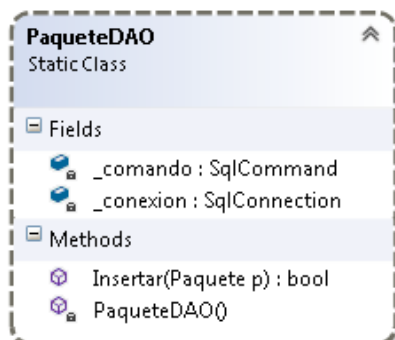 PaqueteDAO
Static Class
Fields
_comando : SqlCommand
_conexion : SqlConnection
Methods
Insertar(Paquete p) : bool
PaqueteDAO()